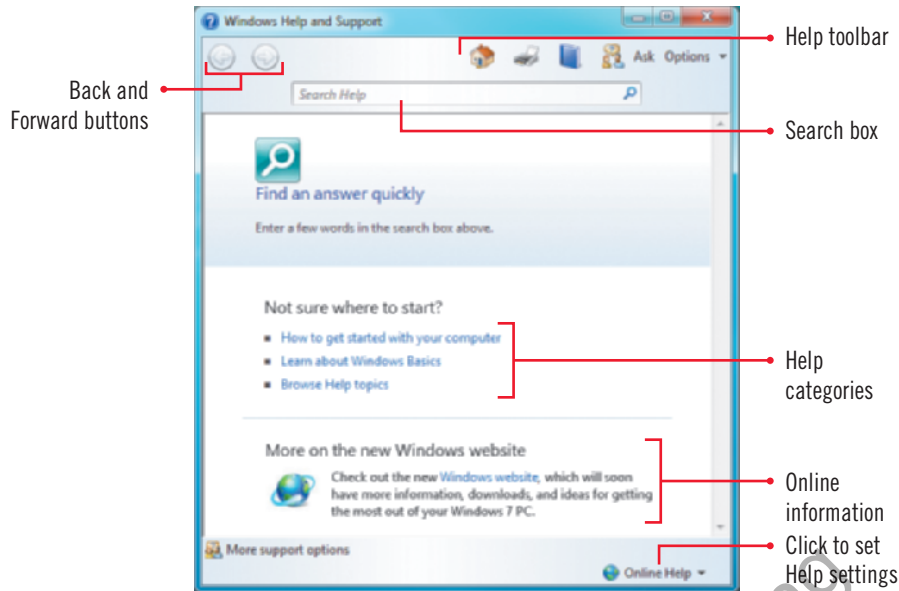 Windows Help and Support
Help toolbar
Ask Options
Back and
Forward buttons
Search Help
Search box
Find an answer quickly
Enter a few words in the search box above.
Not sure where to start?
How to get started with your computer
Learn about Windows Basics
Browse Help topics
Help
categories
More on the new Windows website
Check out the new Windows website, which will soon
have more information, downloads, and ideas for getting
the most out of your Windows 7 PC.
Online
information
More support options
Click to set
Help settings
Online Help